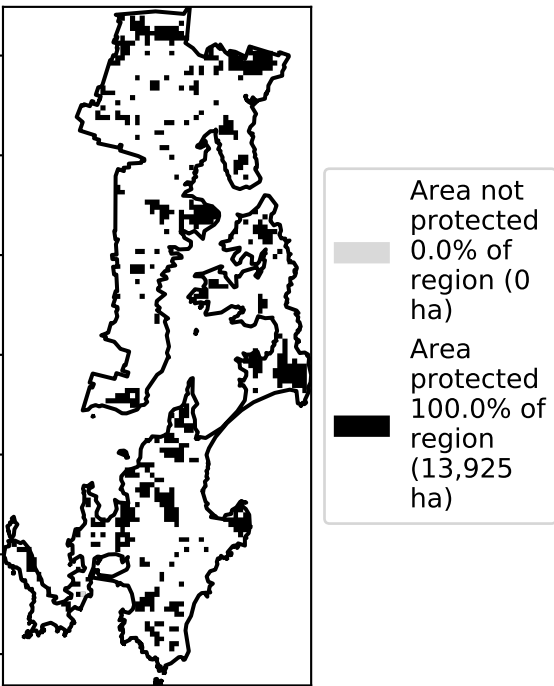 Area not
protected
0.0% of
region (0
ha)
Area
protected
100.0% of
region
(13,925
ha)